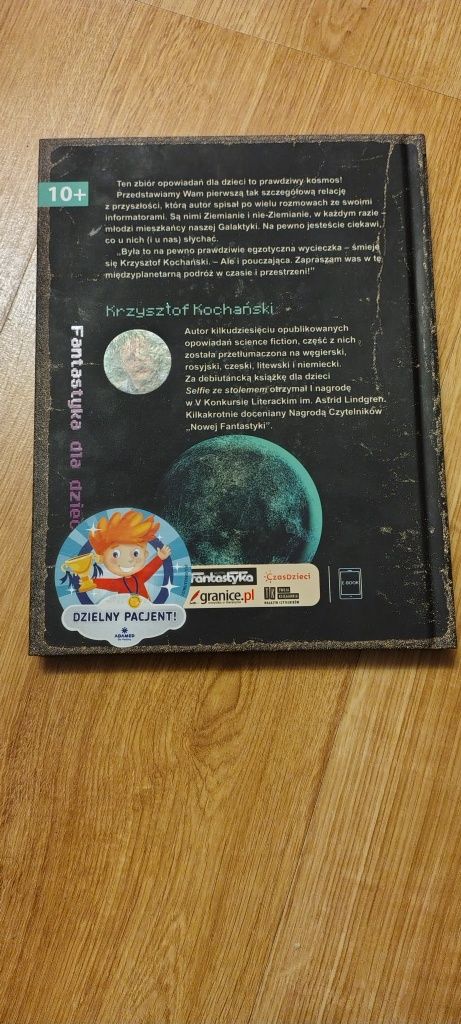 Ten zbiór opowiadań dla dzieci to prawdziwy kosmos!
Przedstawiamy Wam pierwszą tak szczegółową relację
z przyszłości, którą autor spisał po wielu rozmowach ze swoimi
informatorami. Są nimi Ziemianie i nie-Ziemianie, w każdym razie –
młodzi mieszkańcy naszej Galaktyki. Na pewno jesteście ciekawi,
co u nich (i u nas) słychać.
„Była to na pewno prawdziwie egzotyczna wycieczka – śmieje
się Krzysztof Kochański. – Ale i pouczająca. Zapraszam was w tę
międzyplanetarną podróż w czasie i przestrzeni!”
10+
Krzysztof Kochański
Autor kilkudziesięciu opublikowanych
opowiadań science fiction, część z nich
została przetłumaczona na węgierski,
rosyjski, czeski, litewski i niemiecki.
Za debiutancką książkę dla dzieci
Selfie ze stolemem otrzymał I nagrodę
w V Konkursie Literackim im. Astrid Lindgren.
Kilkakrotnie doceniany Nagrodą Czytelników
„Nowej Fantastyki”.
Fantastyka dla dziec
DZIELNY PACJENT!
ADAMED
fantastyka
CzasDzieci
granice.pl
E-BOOK